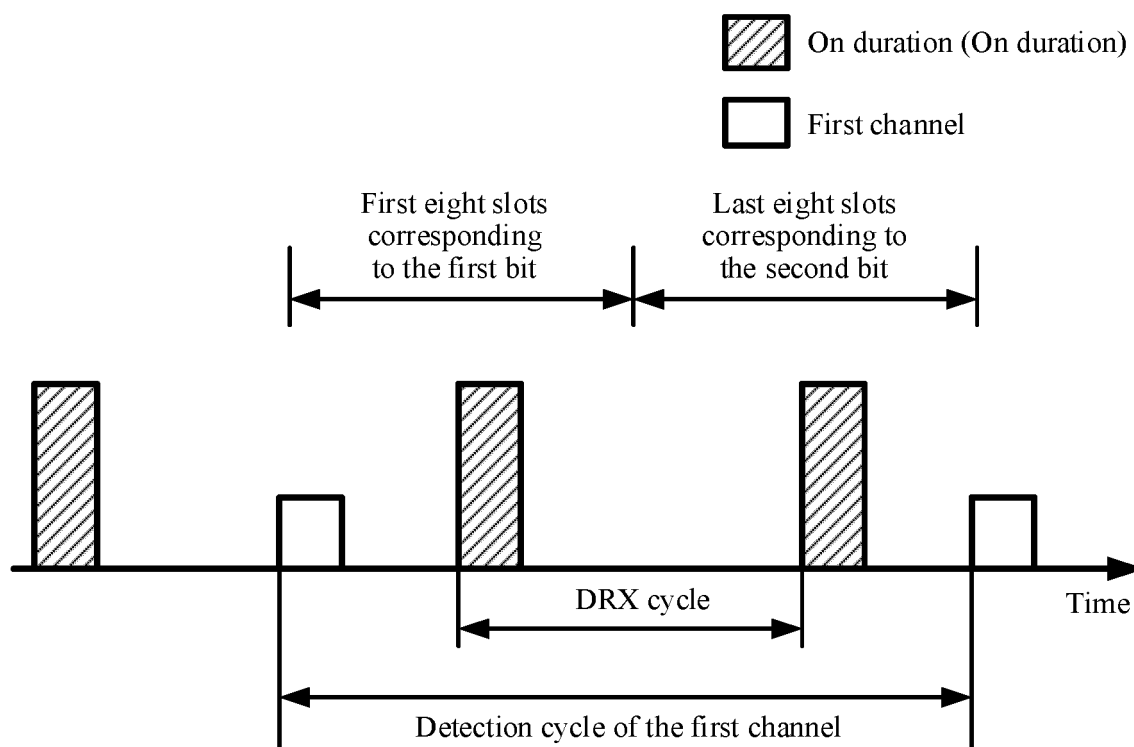 On duration (On duration)
First channel
First eight slots
corresponding
to the first bit
Last eight slots
corresponding to
the second bit
DRX cycle
Time
Detection cycle of the first channel